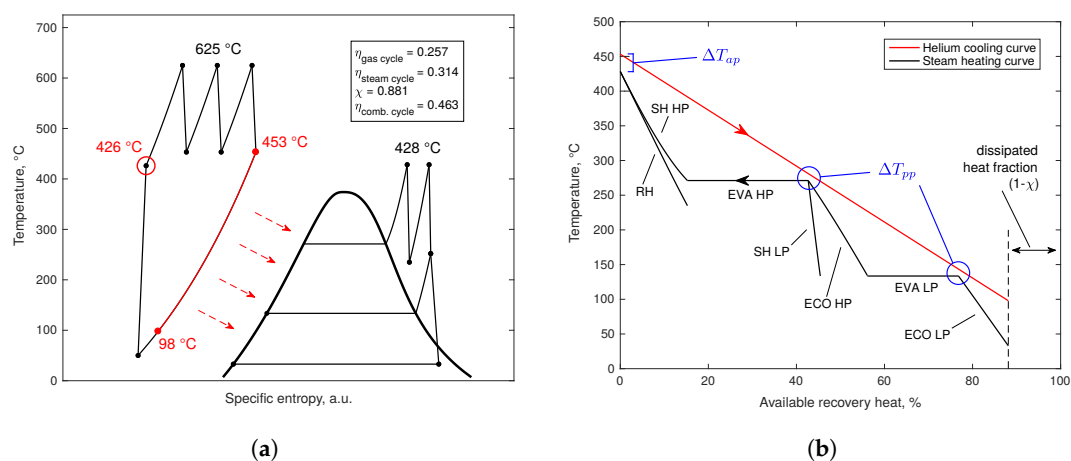 700
600
500
400
300
200
100
0
Temperature, °C
Specific entropy, a.u.
625 °C
426 °C
453 °C
428 °C
98 °C
η_gas cycle = 0.257
η_steam cycle = 0.314
χ = 0.881
η_comb. cycle = 0.463
(a)
500
450
400
350
300
250
200
150
100
50
0
Temperature, °C
0 20 40 60 80 100
Available recovery heat, %
Helium cooling curve
Steam heating curve
ΔT_ap
SH HP
RH
EVA HP
ΔT_pp
SH LP
ECO HP
EVA LP
ECO LP
dissipated
heat fraction
(1-χ)
(b)